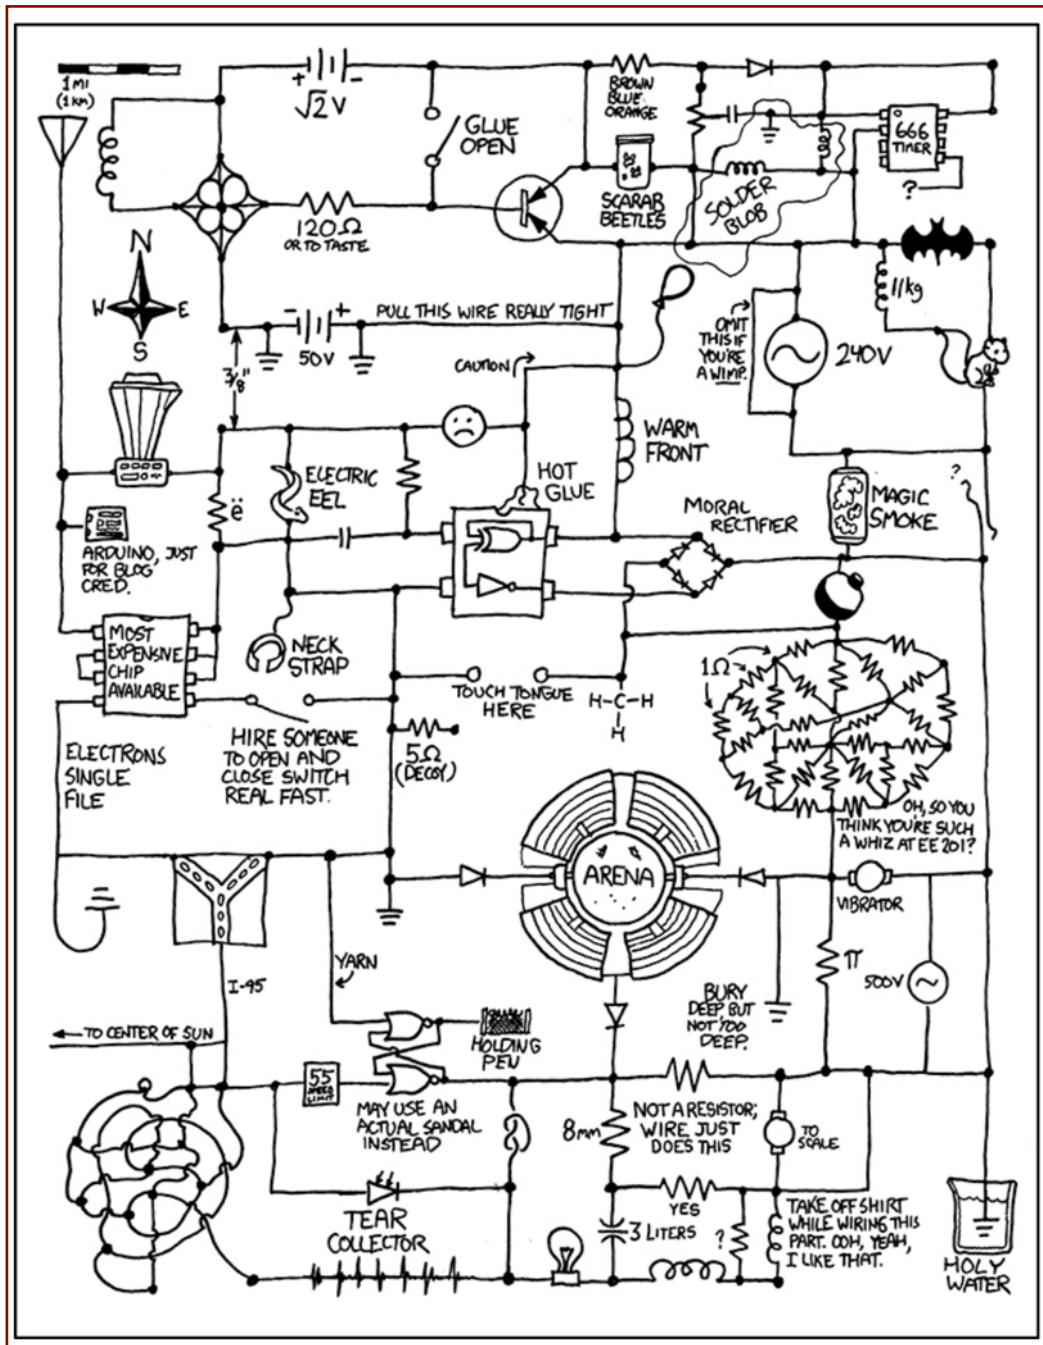 1 MI
(1 KM)
+
-
√2 V
GLUE
OPEN
BROWN
BLUE
ORANGE
666
TIMER
?
SCARAB
BEETLES
SOLDER
BLOB
120Ω
OR TO TASTE
N
W
E
S
-
+
50V
PULL THIS WIRE REALLY TIGHT
3/8"
CAUTION
OMIT
THIS IF
YOU'RE
A WIMP.
240V
11kg
2kg
ELECTRIC
EEL
ë
HOT
GLUE
WARM
FRONT
MORAL
RECTIFIER
MAGIC
SMOKE
?
ARDUINO, JUST
FOR BLOG
CRED.
MOST
EXPENSIVE
CHIP
AVAILABLE
NECK
STRAP
TOUCH TONGUE
HERE
H-C-H
H
1Ω
ELECTRONS
SINGLE
FILE
HIRE SOMEONE
TO OPEN AND
CLOSE SWITCH
REAL FAST.
5Ω
(DECOY)
OH, SO YOU
THINK YOU'RE SUCH
A WHIZ AT EE 201?
ARENA
VIBRATOR
YARN
I-95
BURY
DEEP, BUT
NOT TOO
DEEP.
π
500V
TO CENTER OF SUN
HOLDING
PEN
55
SPEED
LIMIT
MAY USE AN
ACTUAL SANDAL
INSTEAD
8mm
NOT A RESISTOR;
WIRE JUST
DOES THIS
TO
SCALE
TEAR
COLLECTOR
YES
3 LITERS
?
TAKE OFF SHIRT
WHILE WIRING THIS
PART. OOH, YEAH,
I LIKE THAT.
HOLY
WATER